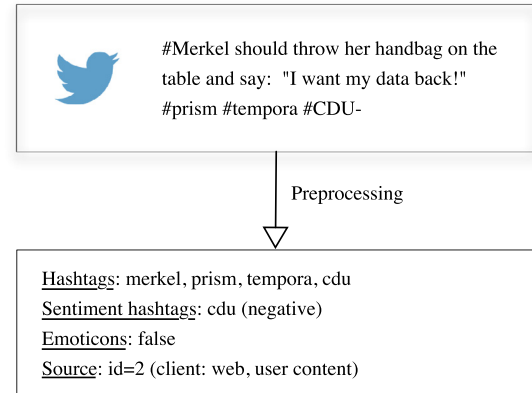 #Merkel should throw her handbag on the
table and say: "I want my data back!"
#prism #tempora #CDU-
Preprocessing
Hashtags: merkel, prism, tempora, cdu
Sentiment hashtags: cdu (negative)
Emoticons: false
Source: id=2 (client: web, user content)